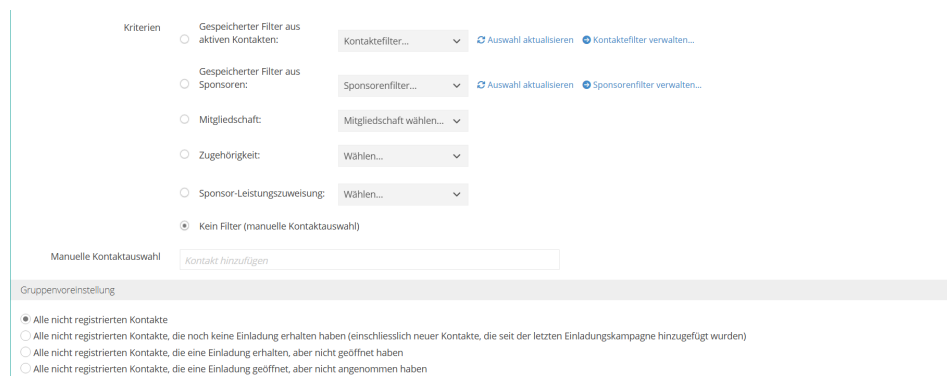 Kriterien
Gespeicherter Filter aus
aktiven Kontakten:
Kontaktefilter...
Auswahl aktualisieren
Kontaktefilter verwalten...
Gespeicherter Filter aus
Sponsoren:
Sponsorenfilter...
Auswahl aktualisieren
Sponsorenfilter verwalten...
Mitgliedschaft:
Mitgliedschaft wählen...
Zugehörigkeit:
Wählen...
Sponsor-Leistungszuweisung:
Wählen...
Kein Filter (manuelle Kontaktauswahl)
Manuelle Kontaktauswahl
Kontakt hinzufügen
Gruppenvoreinstellung
Alle nicht registrierten Kontakte
Alle nicht registrierten Kontakte, die noch keine Einladung erhalten haben (einschliesslich neuer Kontakte, die seit der letzten Einladungskampagne hinzugefügt wurden)
Alle nicht registrierten Kontakte, die eine Einladung erhalten, aber nicht geöffnet haben
Alle nicht registrierten Kontakte, die eine Einladung geöffnet, aber nicht angenommen haben